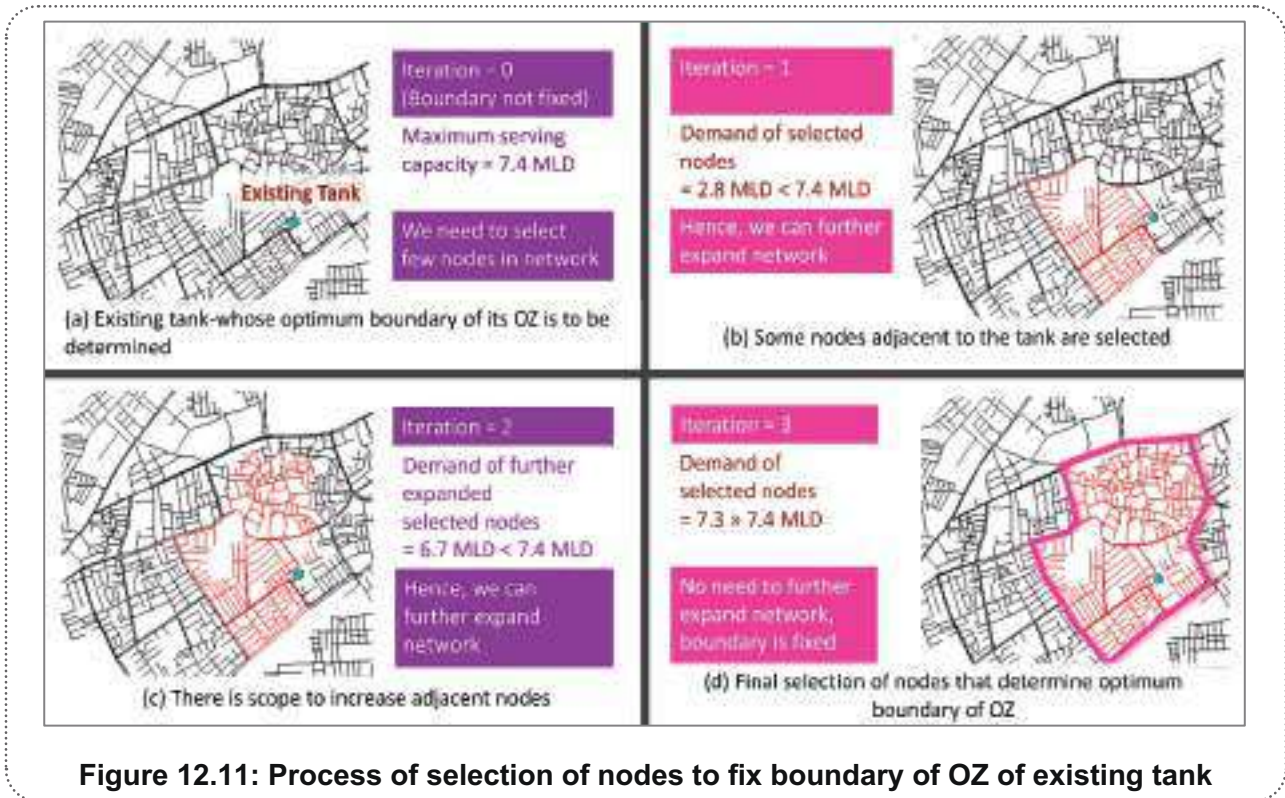 Iteration = 0
(Boundary not fixed)
Maximum serving
capacity = 7.4 MLD
Existing Tank
We need to select
few nodes in network
(a) Existing tank-whose optimum boundary of its OZ is to be
determined
Iteration = 1
Demand of selected
nodes
= 2.8 MLD < 7.4 MLD
Hence, we can further
expand network
(b) Some nodes adjacent to the tank are selected
Iteration = 2
Demand of further
expanded
selected nodes
= 6.7 MLD < 7.4 MLD
Hence, we can
further expand
network
(c) There is scope to increase adjacent nodes
Iteration = 3
Demand of
selected nodes
= 7.3 » 7.4 MLD
No need to further
expand network,
boundary is fixed
(d) Final selection of nodes that determine optimum
boundary of OZ
Figure 12.11: Process of selection of nodes to fix boundary of OZ of existing tank